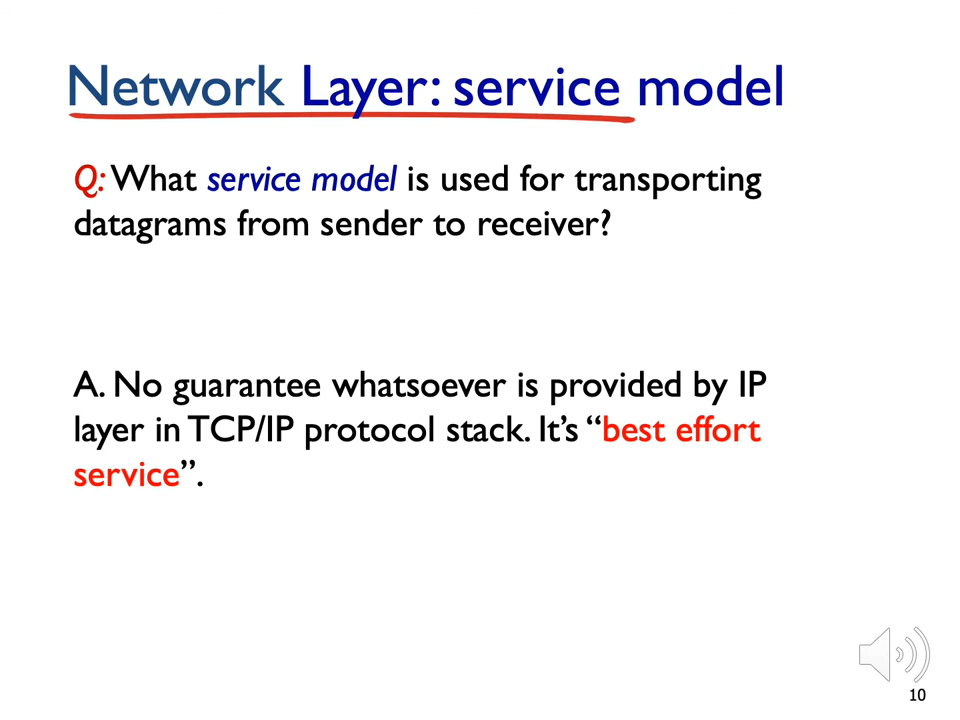 Network Layer: service model
Q: What service model is used for transporting
datagrams from sender to receiver?
A. No guarantee whatsoever is provided by IP
layer in TCP/IP protocol stack. It’s “best effort
service”.
10